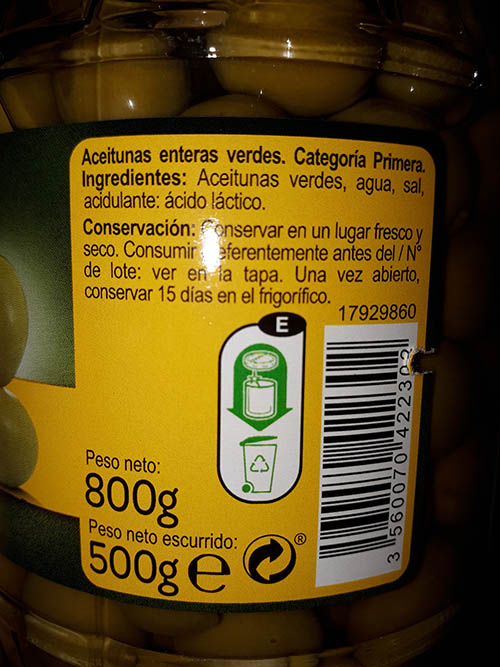 Aceitunas enteras verdes. Categoría Primera.
Ingredientes: Aceitunas verdes, agua, sal,
acidulante: ácido láctico.
Conservación: Conservar en un lugar fresco y
seco. Consumir preferentemente antes del / N°
de lote: ver en la tapa. Una vez abierto,
conservar 15 días en el frigorífico.
17929860
E
Peso neto:
800g
Peso neto escurrido:
500g e
®
3 560070 422302